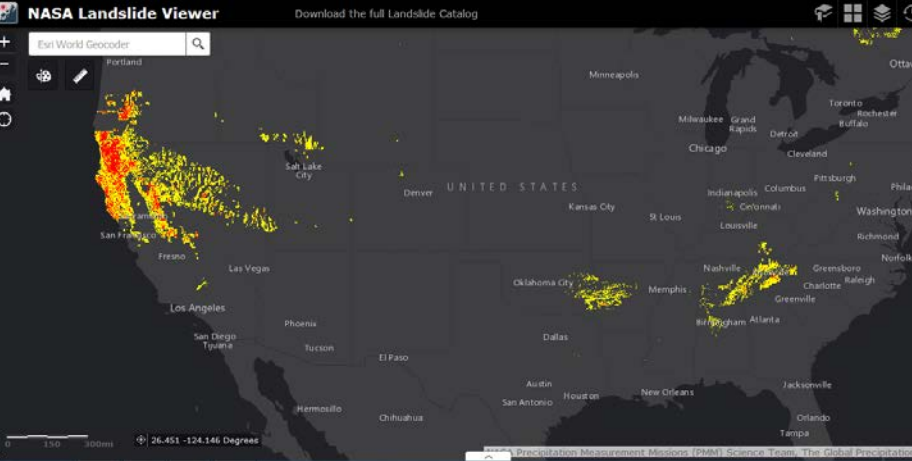 NASA Landslide Viewer
Download the full Landslide Catalog
Esri World Geocoder
Portland
Minneapolis
Ottaw
Toronto
Rochester
Milwaukee
Grand
Rapids
Buffalo
Detroit
Chicago
Cleveland
Salt Lake
City
Pittsburgh
Denver
UNITED STATES
Indianapolis
Columbus
Phila
Kansas City
Cincinnati
Washington
St Louis
Louisville
San Francisco
Richmond
Fresno
Norfolk
Las Vegas
Nashville
Greensboro
Raleigh
Oklahoma City
Memphis
Charlotte
Greenville
Los Angeles
Birmingham
Atlanta
Phoenix
San Diego
Tijuana
Dallas
Tucson
El Paso
Austin
Jacksonville
San Antonio
Houston
New Orleans
Hermosillo
Chihuahua
Orlando
Tampa
0 150 300mi
26.451 -124.146 Degrees
NASA Precipitation Measurement Missions (PMM) Science Team, The Global Precipitation